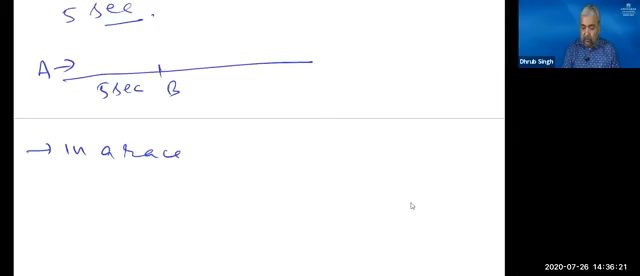 5 sec.
A →
5 sec B
→ In a race
Dhrub Singh
2020-07-26 14:36:21